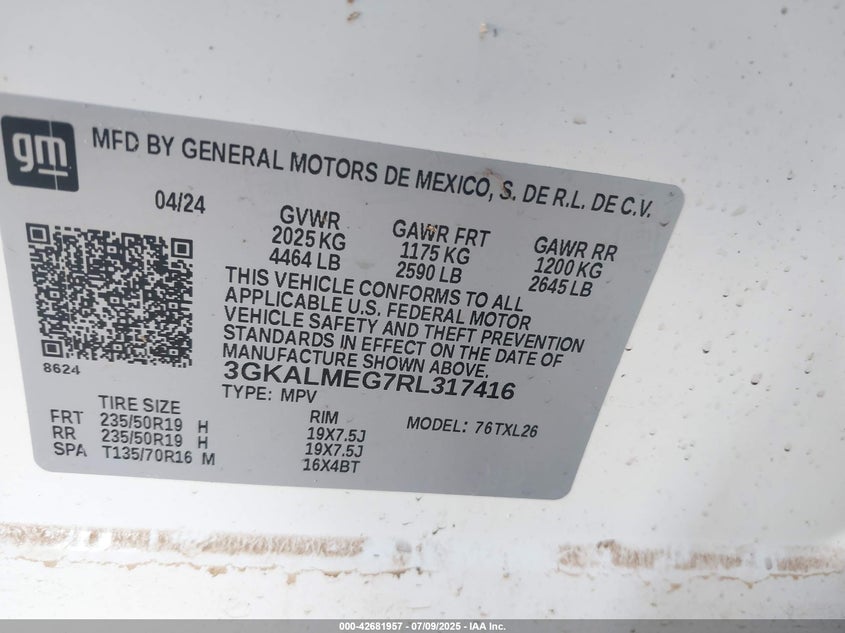 gm
MFD BY GENERAL MOTORS DE MEXICO, S. DE R.L. DE C.V.
04/24
GVWR
2025 KG
4464 LB
GAWR FRT
1175 KG
2590 LB
GAWR RR
1200 KG
2645 LB
THIS VEHICLE CONFORMS TO ALL
APPLICABLE U.S. FEDERAL MOTOR
VEHICLE SAFETY AND THEFT PREVENTION
STANDARDS IN EFFECT ON THE DATE OF
MANUFACTURE SHOWN ABOVE.
8624
3GKALMEG7RL317416
TYPE: MPV
TIRE SIZE
RIM
MODEL: 76TXL26
FRT 235/50R19 H 19X7.5J
RR 235/50R19 H 19X7.5J
SPA T135/70R16 M 16X4BT
000-42681957 - 07/09/2025 - IAA Inc.